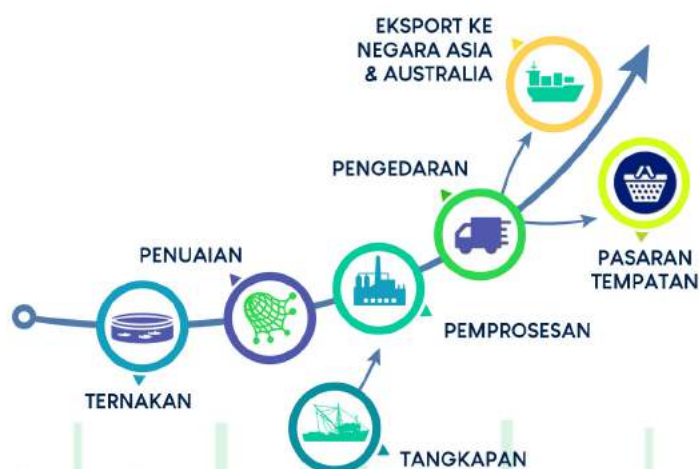 EKSPORT KE
NEGARA ASIA
& AUSTRALIA
PENGEDARAN
PENUAIAN
PASARAN
TEMPATAN
PEMPROSESAN
TERNAKAN
TANGKAPAN